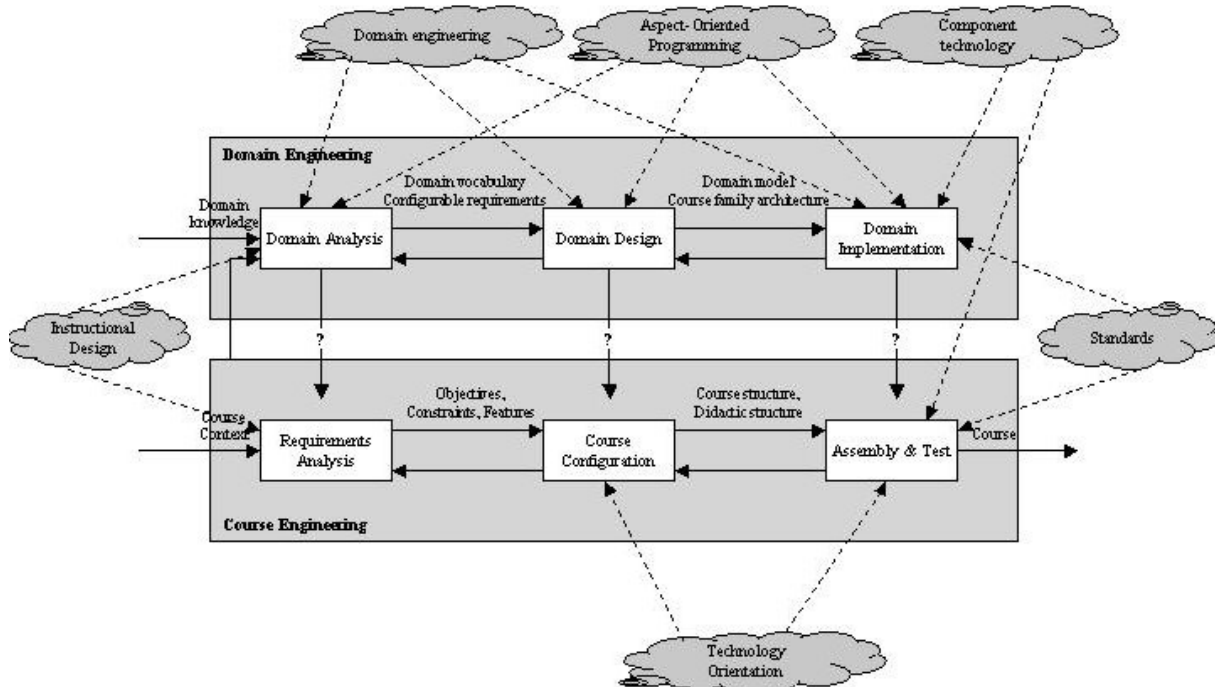 Domain engineering
Aspect- Oriented
Programming
Component
technology
Domain Engineering
Domain vocabulary
Configurable requirements
Domain model
Course family architecture
Domain
knowledge
Domain Analysis
Domain Design
Domain
Implementation
Instructional
Design
?
?
?
Standards
Objectives,
Constraints, Features
Course structure,
Didactic structure
Course
Context
Requirements
Analysis
Course
Configuration
Assembly & Test
Course
Course Engineering
Technology
Orientation